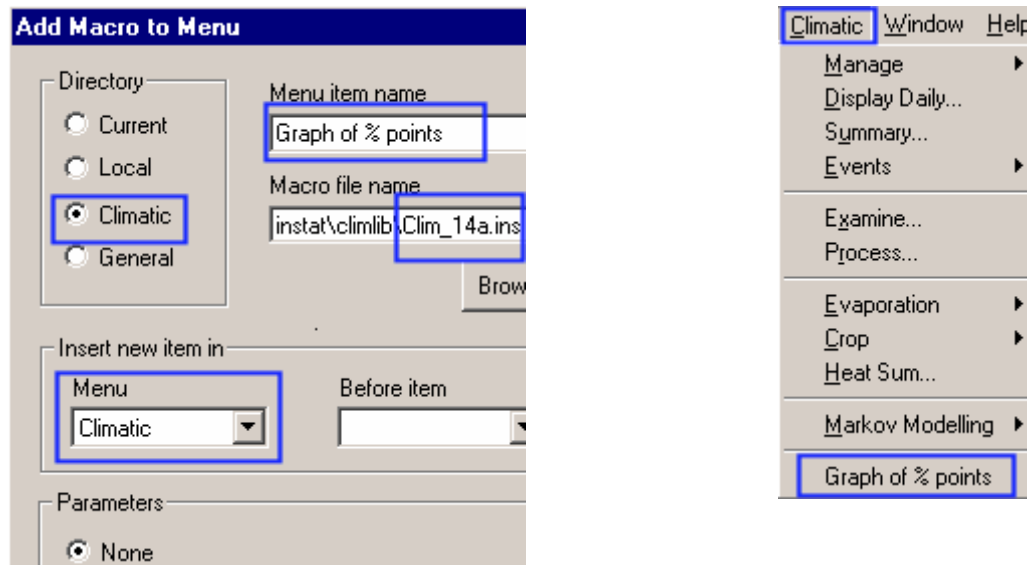 Add Macro to Menu
Directory
Current
Local
Climatic
General
Menu item name
Graph of % points
Macro file name
instat\climlib\Clim_14a.ins
Brow
Insert new item in
Menu
Climatic
Before item
Parameters
None
Climatic Window Help
Manage
Display Daily...
Summary...
Events
Examine...
Process...
Evaporation
Crop
Heat Sum...
Markov Modelling
Graph of % points